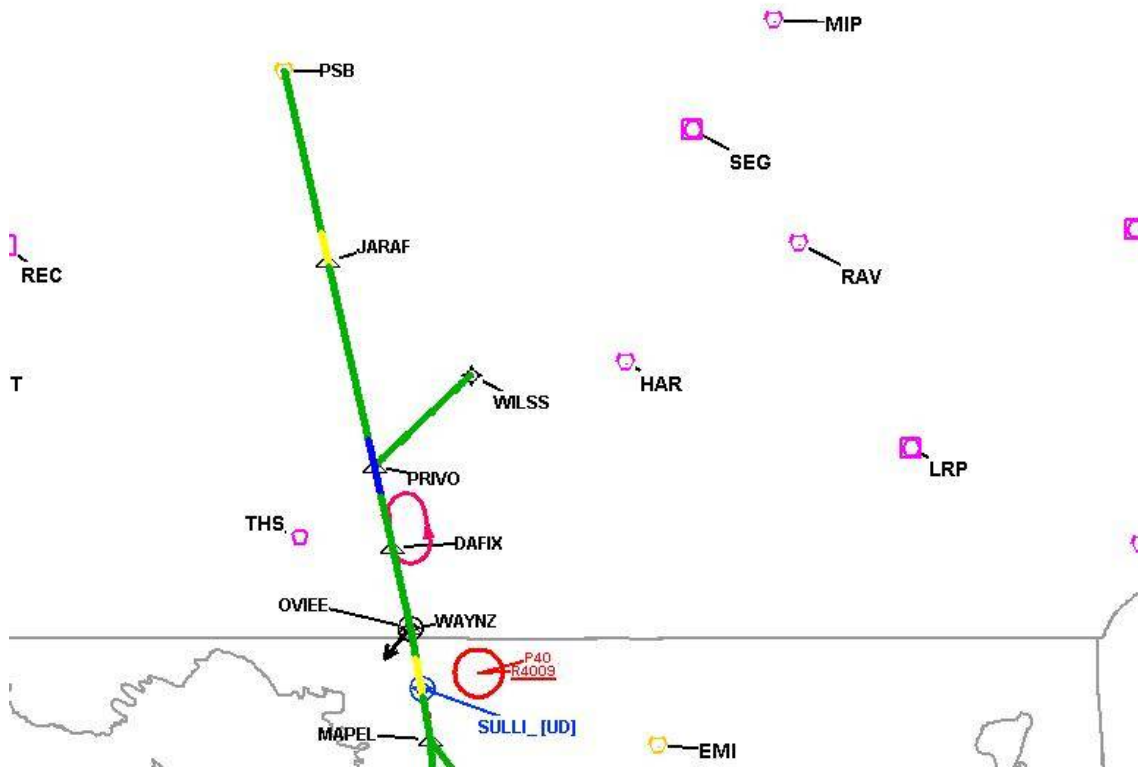 MIP
PSB
SEG
JARAF
REC
RAV
HAR
T
WILSS
LRP
PRIVO
THS
DAFIX
OVIEE
WAYNZ
P40
R4009
SULLI_[UD]
MAPEL
EMI